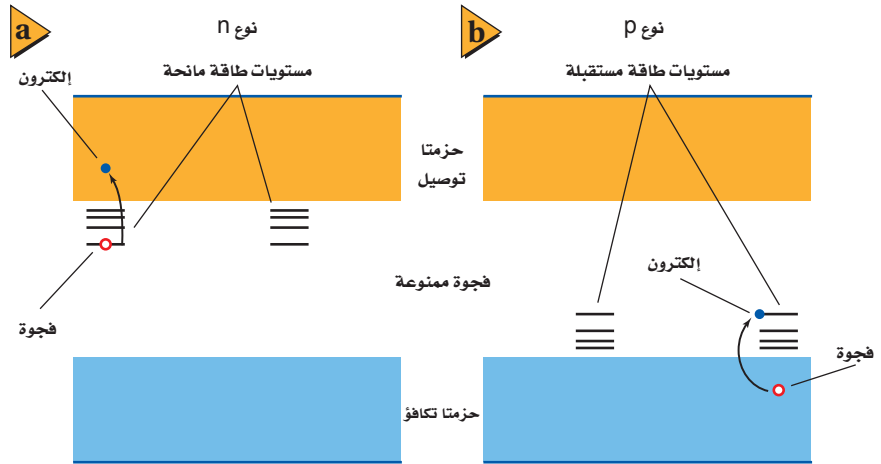 a
نوع n
b
نوع p
إلكترون
مستويات طاقة مانحة
مستويات طاقة مستقبلة
حزمتا
توصيل
إلكترون
فجوة ممنوعة
فجوة
فجوة
حزمتا تكافؤ